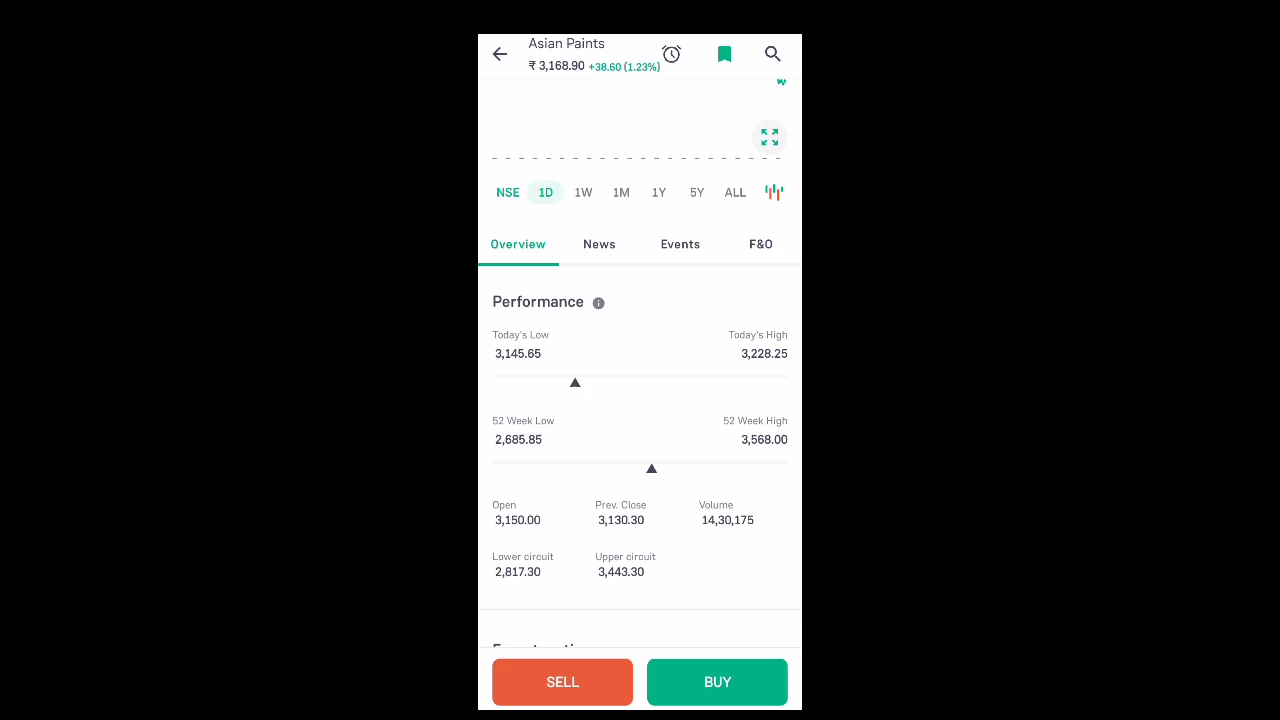 Asian Paints
₹ 3,168.90 +38.60 (1.23%)
NSE 1D 1W 1M 1Y 5Y ALL
Overview News Events F&O
Performance
Today's Low Today's High
3,145.65 3,228.25
52 Week Low 52 Week High
2,685.85 3,568.00
Open Prev. Close Volume
3,150.00 3,130.30 14,30,175
Lower circuit Upper circuit
2,817.30 3,443.30
SELL BUY